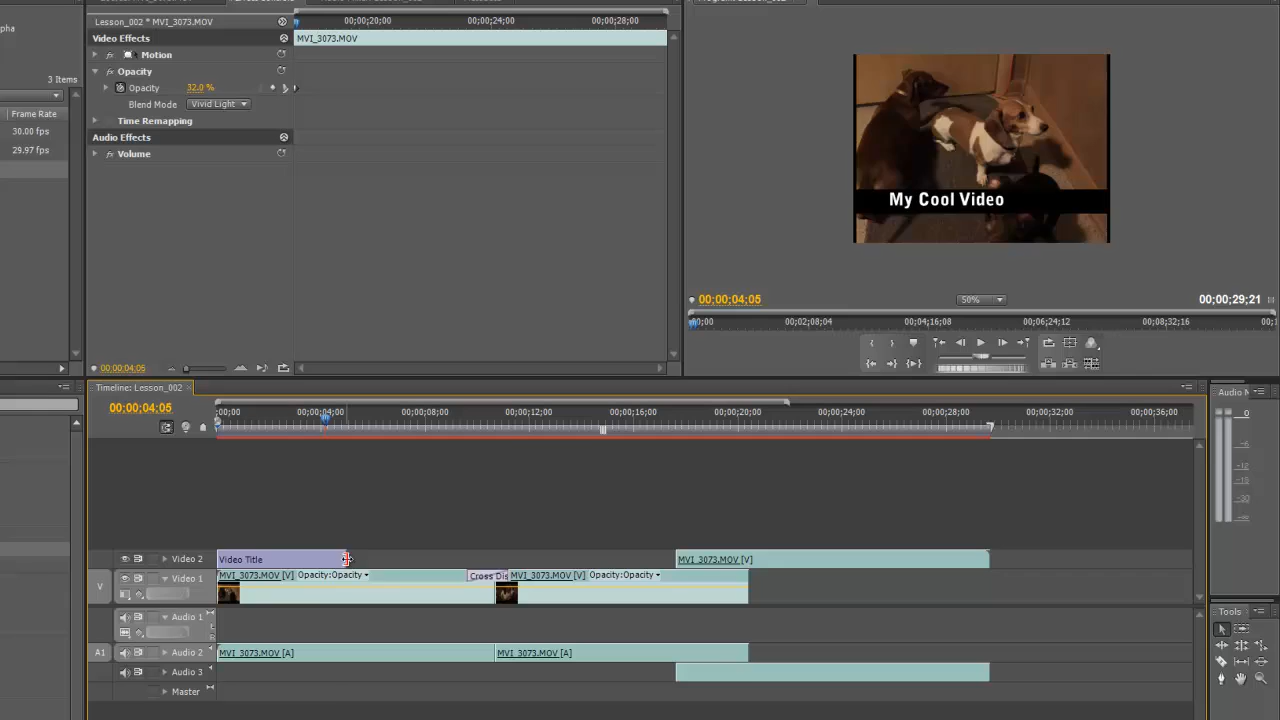 Lesson_002 * MVI_3073.MOV
00;00;20;00
00;00;24;00
00;00;28;00
Video Effects
MVI_3073.MOV
Motion
Opacity
Opacity 32.0 %
Blend Mode Vivid Light
Time Remapping
Audio Effects
Volume
pha
3 Items
Frame Rate
30.00 fps
29.97 fps
My Cool Video
00;00;04;05
50%
00;00;29;21
;00;00
00;02;08;04
00;04;16;08
00;06;24;12
00;08;32;16
00;1
00;00;04;05
Timeline: Lesson_002
00;00;04;05
;00;00
00;00;04;00
00;00;08;00
00;00;12;00
00;00;16;00
00;00;20;00
00;00;24;00
00;00;28;00
00;00;32;00
00;00;36;00
Audio M
0
-6
-12
-18
-30
Video 2
Video Title
MVI_3073.MOV [V]
V
Video 1
MVI_3073.MOV [V] Opacity:Opacity
Cross Dis
MVI_3073.MOV [V] Opacity:Opacity
Audio 1
A1
Audio 2
MVI_3073.MOV [A]
MVI_3073.MOV [A]
Audio 3
Master
Tools